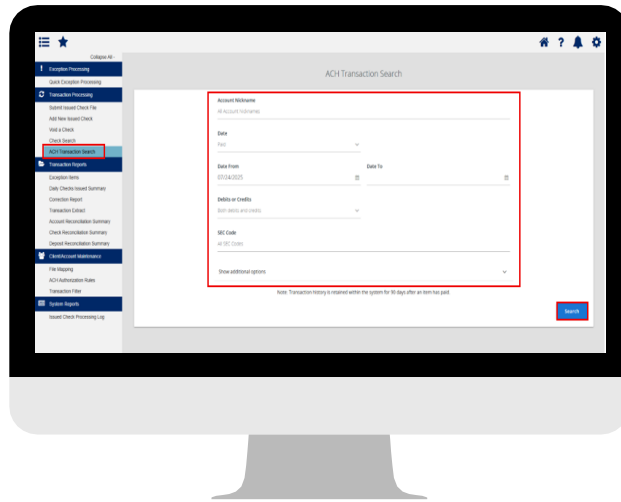 Collapse All -
Exception Processing
Quick Exception Processing
Transaction Processing
Submit Issued Check File
Add New Issued Check
Void a Check
Check Search
ACH Transaction Search
Transaction Reports
Exception Items
Daily Checks Issued Summary
Correction Report
Transaction Extract
Account Reconciliation Summary
Check Reconciliation Summary
Deposit Reconciliation Summary
Client/Account Maintenance
File Mapping
ACH Authorization Rules
Transaction Filter
System Reports
Issued Check Processing Log
ACH Transaction Search
Account Nickname
All Account Nicknames
Date
Paid
Date From
Date To
07/24/2025
Debits or Credits
Both debits and credits
SEC Code
All SEC Codes
Show additional options
Note: Transaction history is retained within the system for 90 days after an item has paid.
Search